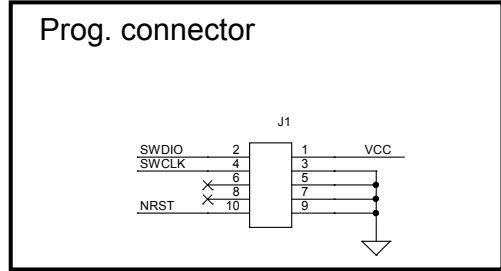 Prog. connector
J1
SWDIO 2 1 VCC
SWCLK 4 3
6 5
8 7
NRST 10 9